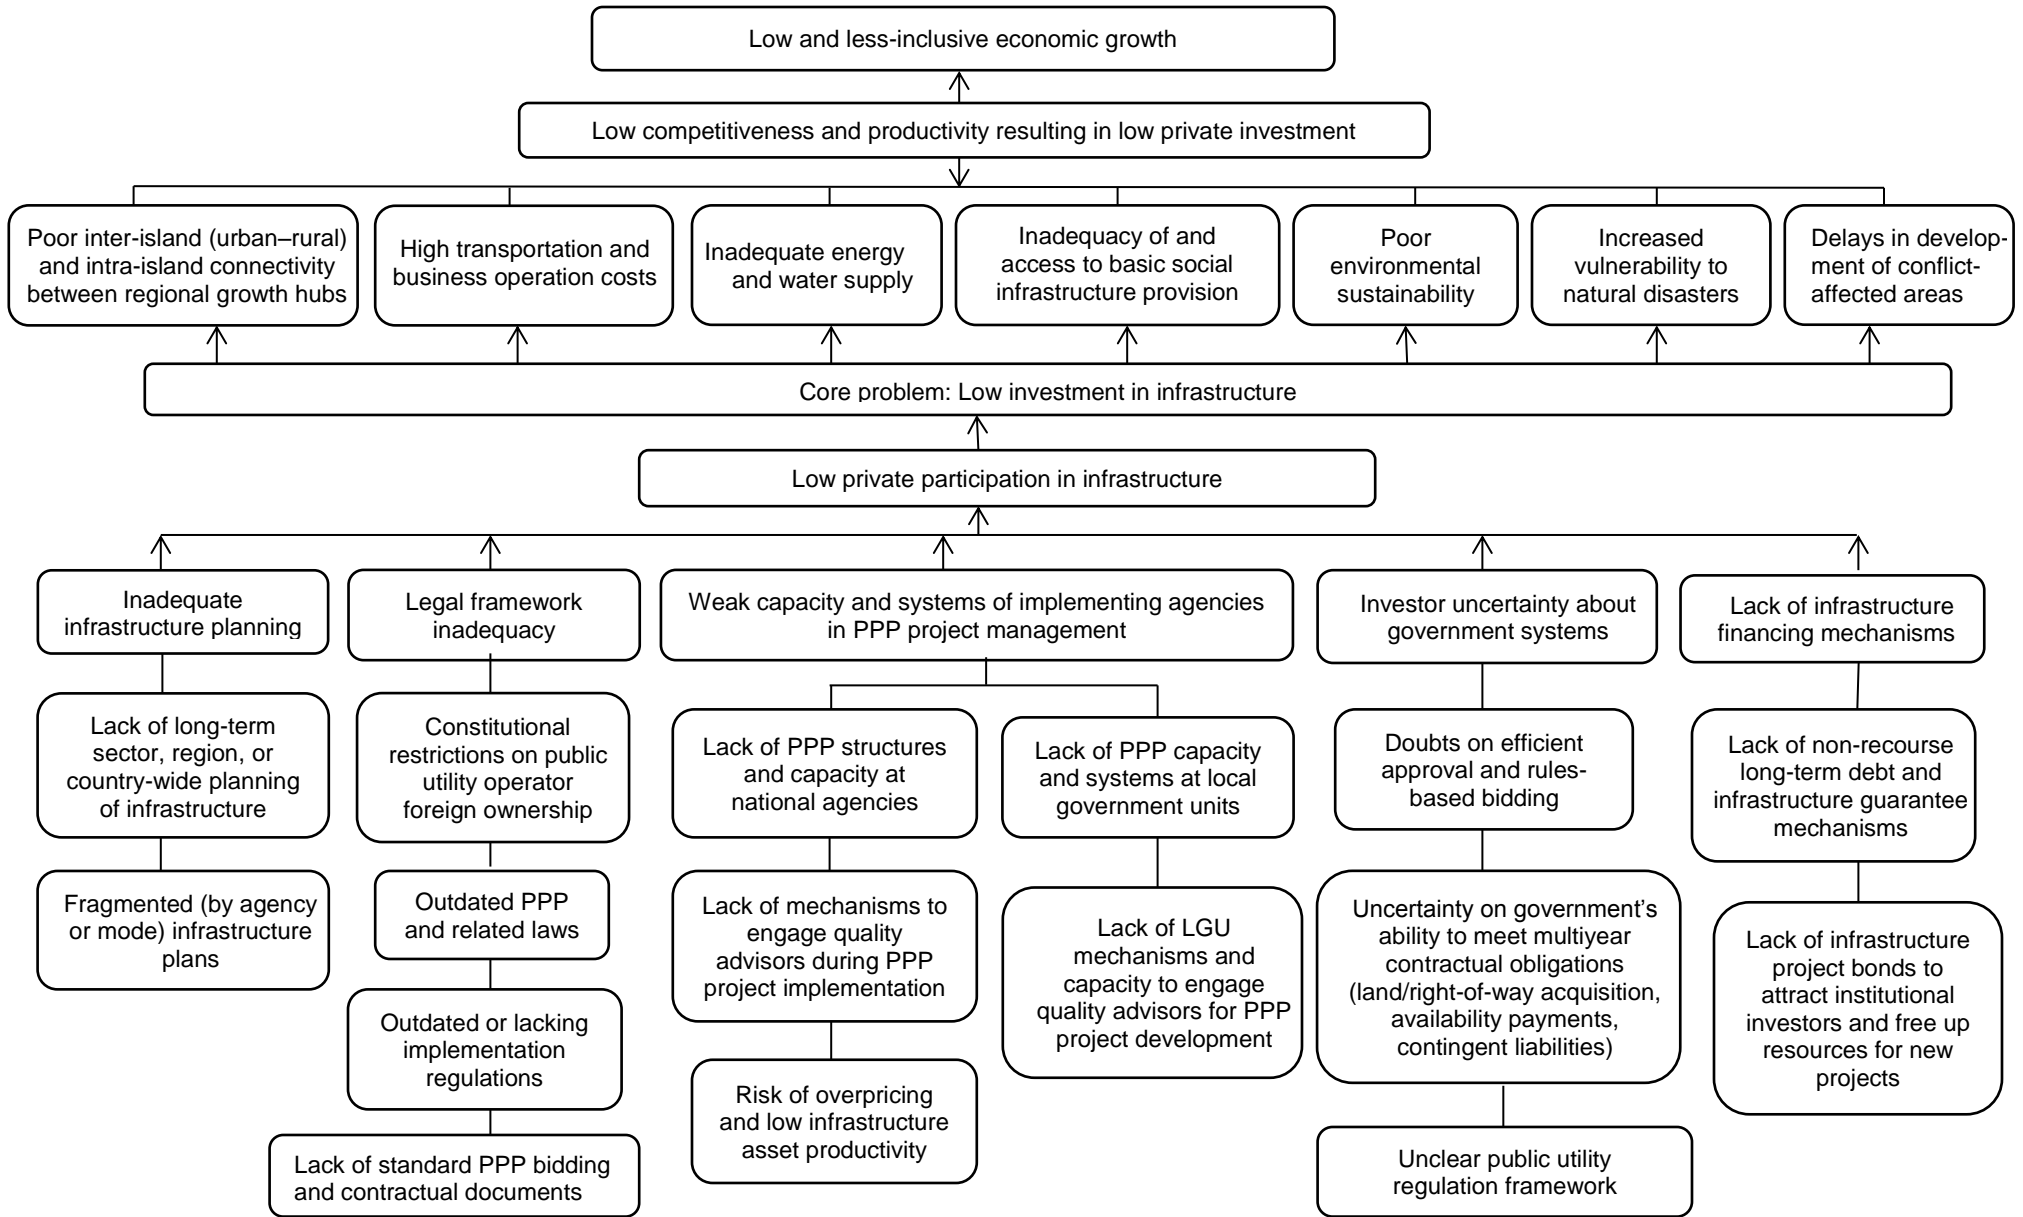 Low and less-inclusive economic growth
Low competitiveness and productivity resulting in low private investment
Poor inter-island (urban–rural)
and intra-island connectivity
between regional growth hubs
High transportation and
business operation costs
Inadequate energy
and water supply
Inadequacy of and
access to basic social
infrastructure provision
Poor
environmental
sustainability
Increased
vulnerability to
natural disasters
Delays in develop-
ment of conflict-
affected areas
Core problem: Low investment in infrastructure
Low private participation in infrastructure
Inadequate
infrastructure planning
Legal framework
inadequacy
Weak capacity and systems of implementing agencies
in PPP project management
Investor uncertainty about
government systems
Lack of infrastructure
financing mechanisms
Lack of long-term
sector, region, or
country-wide planning
of infrastructure
Constitutional
restrictions on public
utility operator
foreign ownership
Lack of PPP structures
and capacity at
national agencies
Lack of PPP capacity
and systems at local
government units
Doubts on efficient
approval and rules-
based bidding
Lack of non-recourse
long-term debt and
infrastructure guarantee
mechanisms
Fragmented (by agency
or mode) infrastructure
plans
Outdated PPP
and related laws
Lack of mechanisms to
engage quality
advisors during PPP
project implementation
Lack of LGU
mechanisms and
capacity to engage
quality advisors for PPP
project development
Uncertainty on government’s
ability to meet multiyear
contractual obligations
(land/right-of-way acquisition,
availability payments,
contingent liabilities)
Lack of infrastructure
project bonds to
attract institutional
investors and free up
resources for new
projects
Outdated or lacking
implementation
regulations
Risk of overpricing
and low infrastructure
asset productivity
Lack of standard PPP bidding
and contractual documents
Unclear public utility
regulation framework